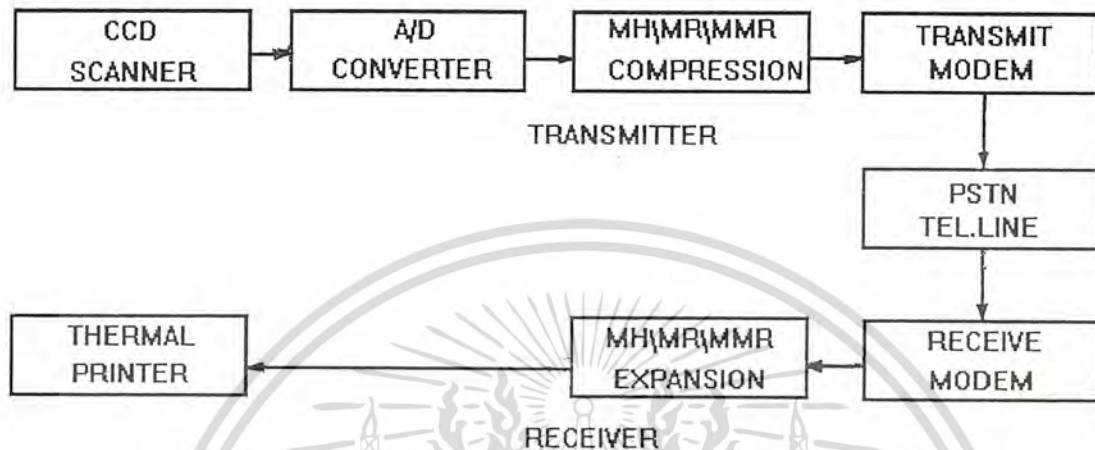 CCD
SCANNER
A/D
CONVERTER
MH\MR\MMR
COMPRESSION
TRANSMIT
MODEM
TRANSMITTER
PSTN
TEL.LINE
THERMAL
PRINTER
MH\MR\MMR
EXPANSION
RECEIVE
MODEM
RECEIVER